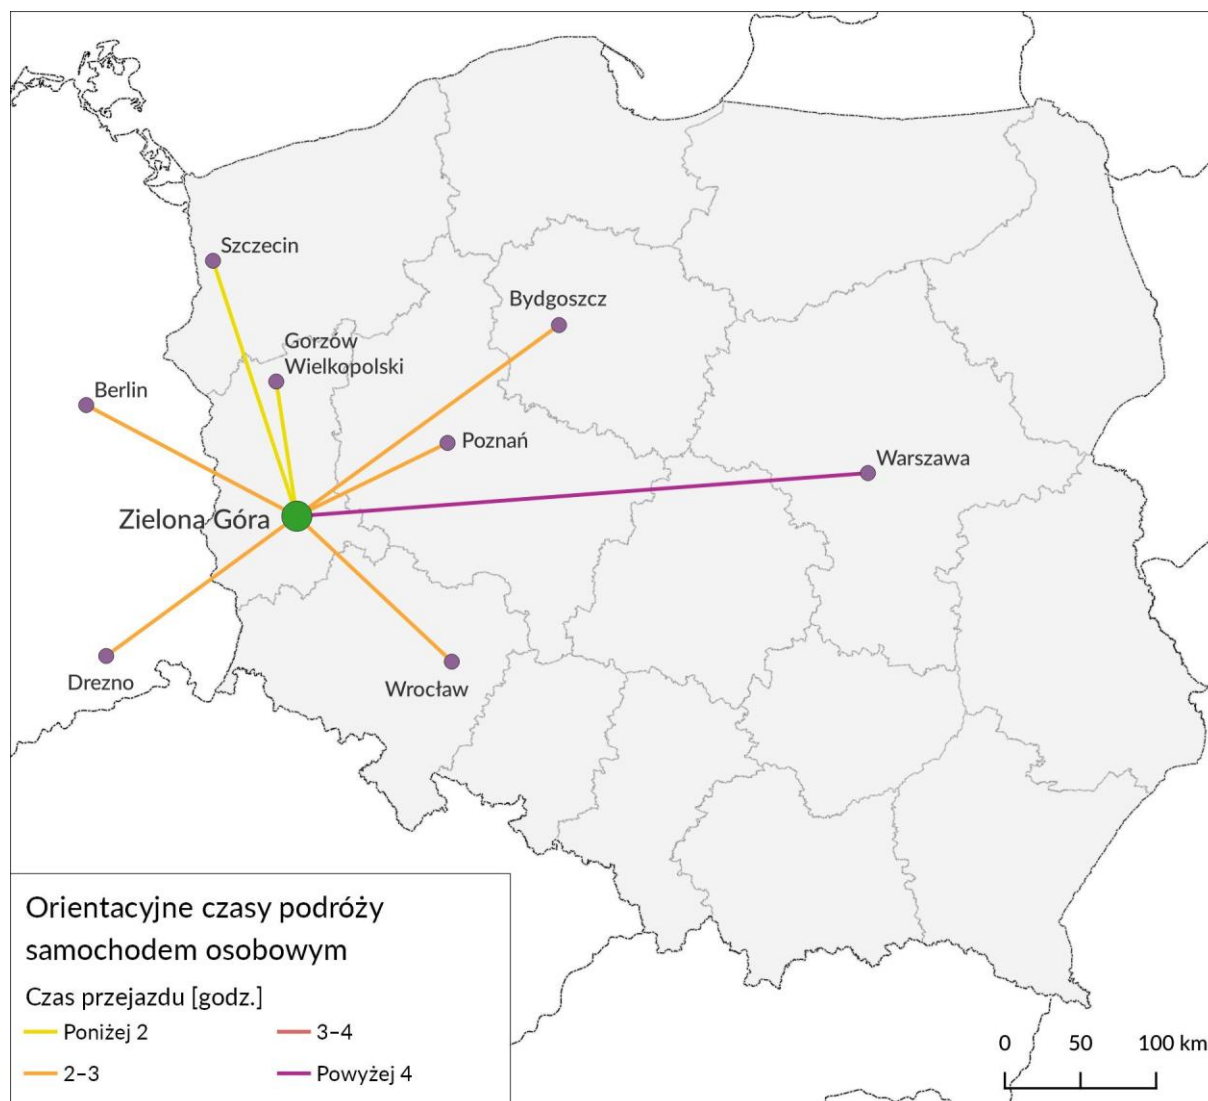 Szczecin
Bydgoszcz
Gorzów
Wielkopolski
Berlin
Poznań
Warszawa
Zielona Góra
Drezno
Wrocław
Orientacyjne czasy podróży
samochodem osobowym
Czas przejazdu [godz.]
Poniżej 2
3–4
2–3
Powyżej 4
0 50 100 km